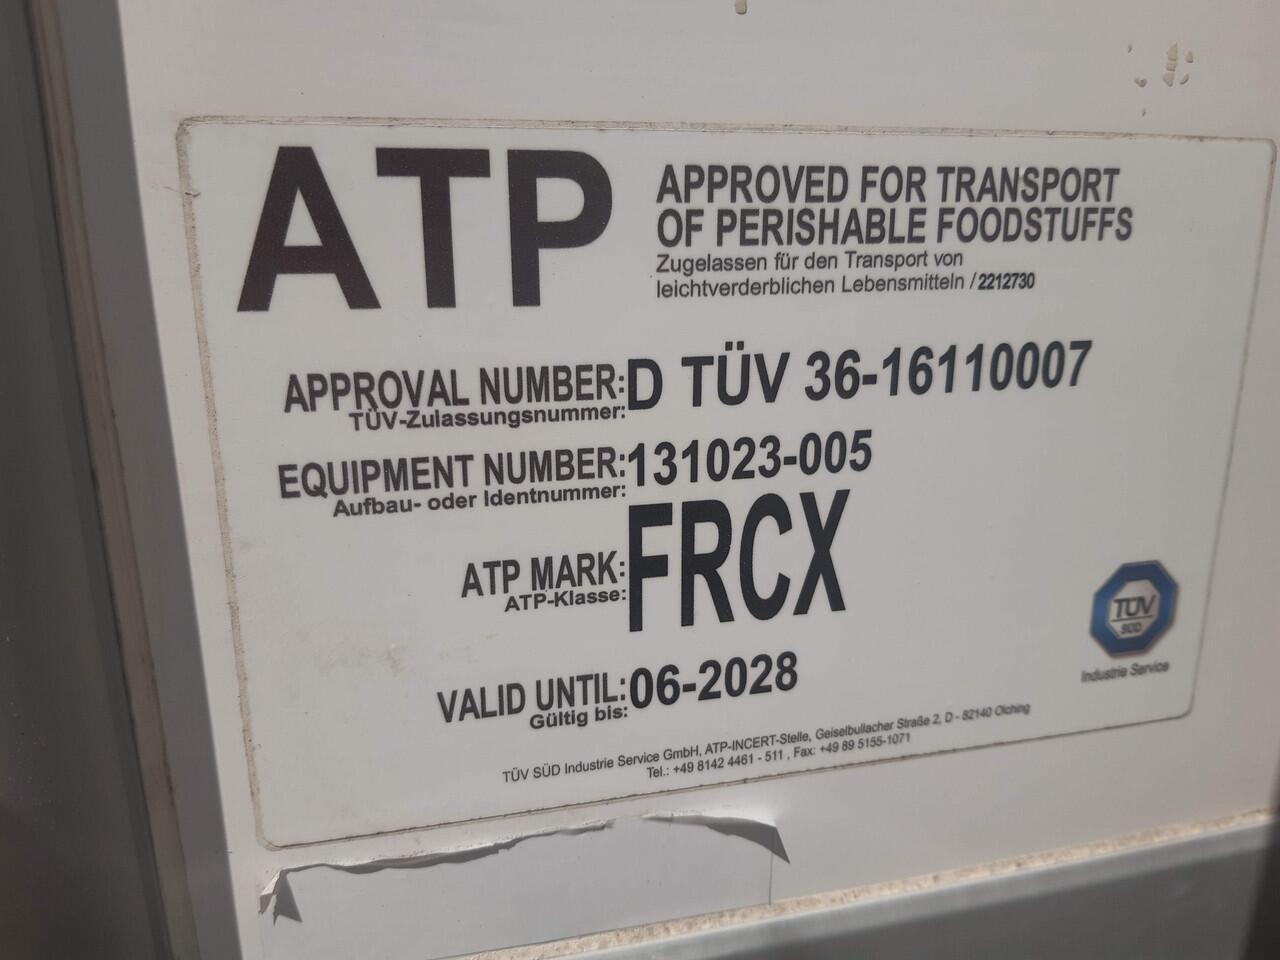 ATP
APPROVED FOR TRANSPORT
OF PERISHABLE FOODSTUFFS
Zugelassen für den Transport von
leichtverderblichen Lebensmitteln / 2212730
APPROVAL NUMBER: D TÜV 36-16110007
TÜV-Zulassungsnummer:
EQUIPMENT NUMBER: 131023-005
Aufbau- oder Identnummer:
ATP MARK: FRCX
ATP-Klasse:
VALID UNTIL: 06-2028
Gültig bis:
TÜV
SÜD
Industrie Service
TÜV SÜD Industrie Service GmbH, ATP-INCERT-Stelle, Geiselbullacher Straße 2, D - 82140 Olching
Tel.: +49 8142 4461 - 511 , Fax: +49 89 5155-1071